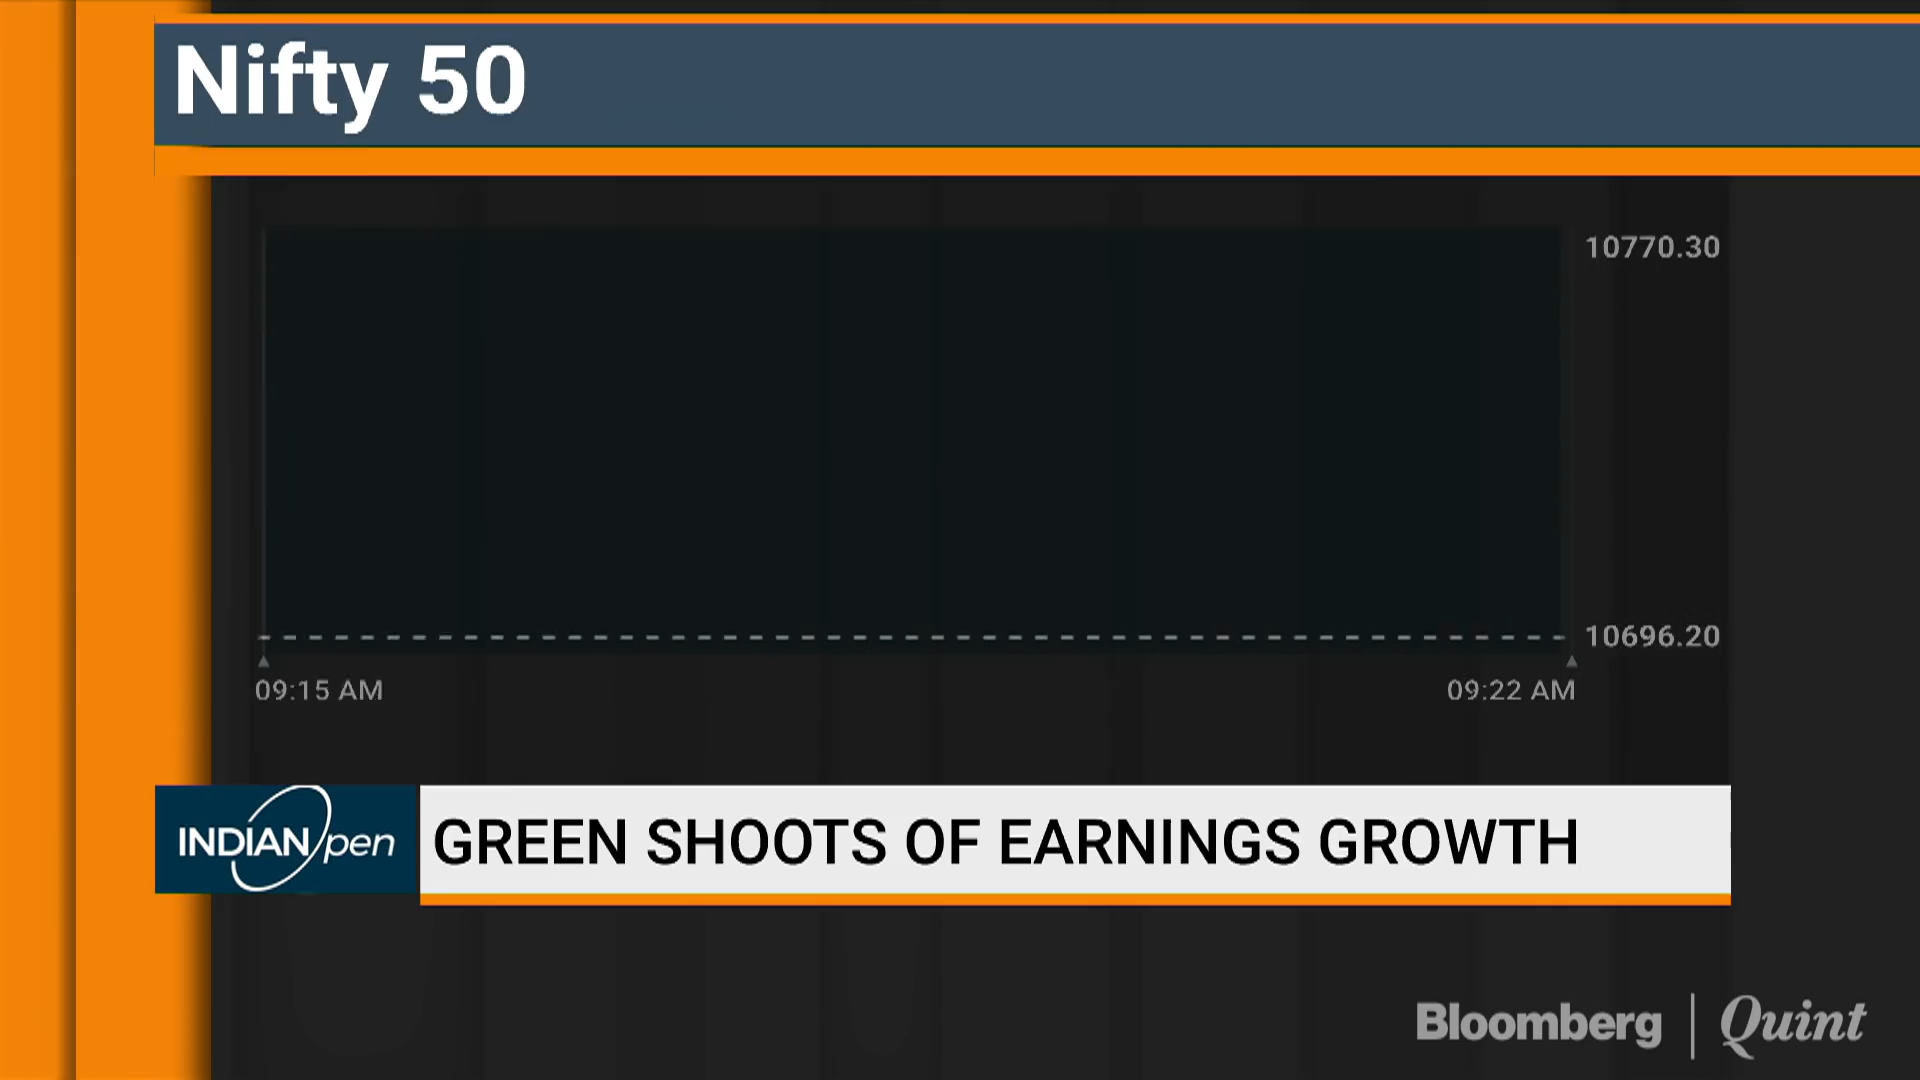 Nifty 50
10770.30
10696.20
09:15 AM
09:22 AM
INDIAN Open
GREEN SHOOTS OF EARNINGS GROWTH
Bloomberg | Quint